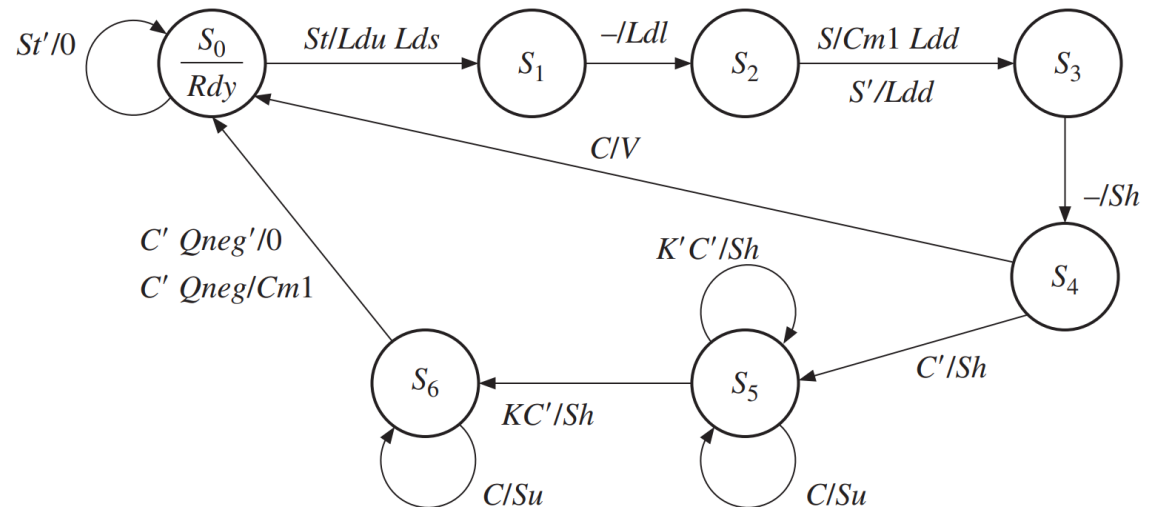 St′/0
S0
Rdy
St/Ldu Lds
S1
–/Ldl
S2
S/Cm1 Ldd
S′/Ldd
S3
C/V
–/Sh
C′ Qneg′/0
C′ Qneg/Cm1
K′C′/Sh
S4
C′/Sh
S6
KC′/Sh
S5
C/Su
C/Su